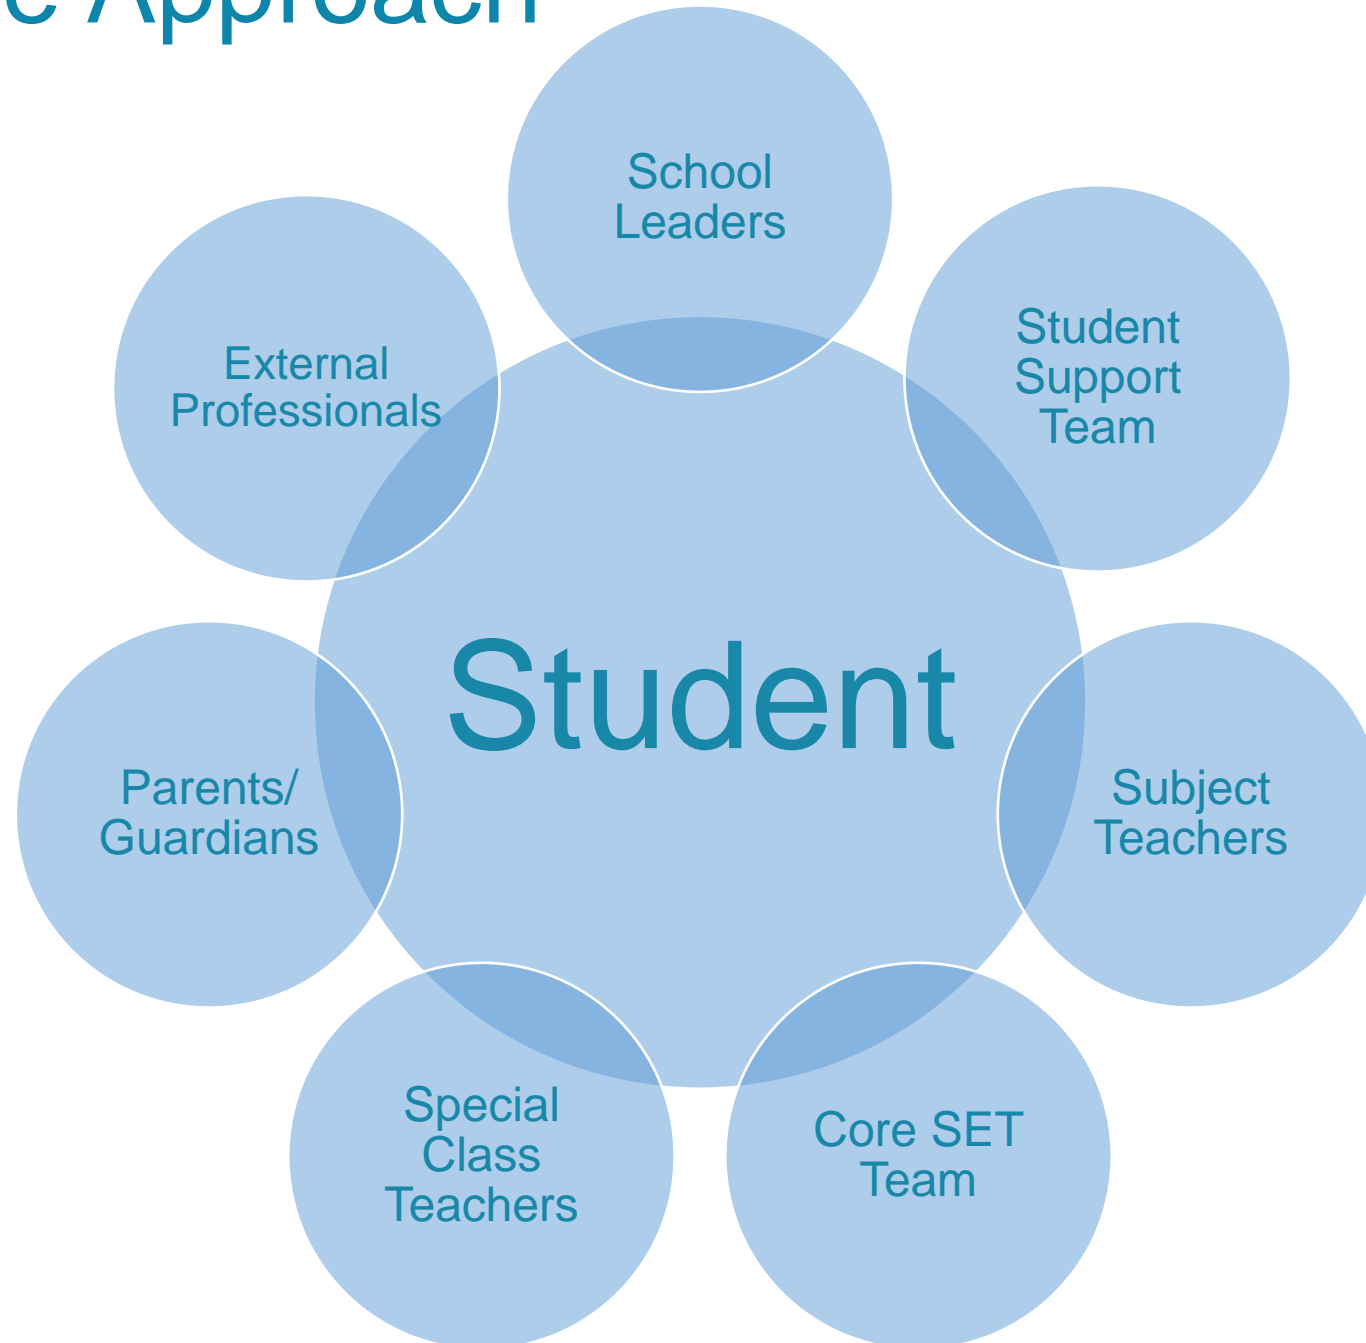 e Approach
School
Leaders
Student
Support
Team
External
Professionals
Student
Subject
Teachers
Parents/
Guardians
Core SET
Team
Special
Class
Teachers